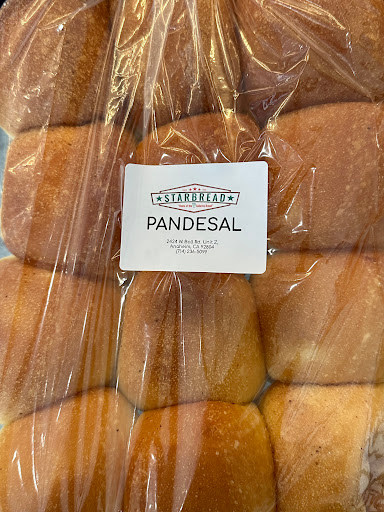 STARBREAD
PANDESAL
2424 W Ball Rd. Unit Z,
Anaheim, CA 92804